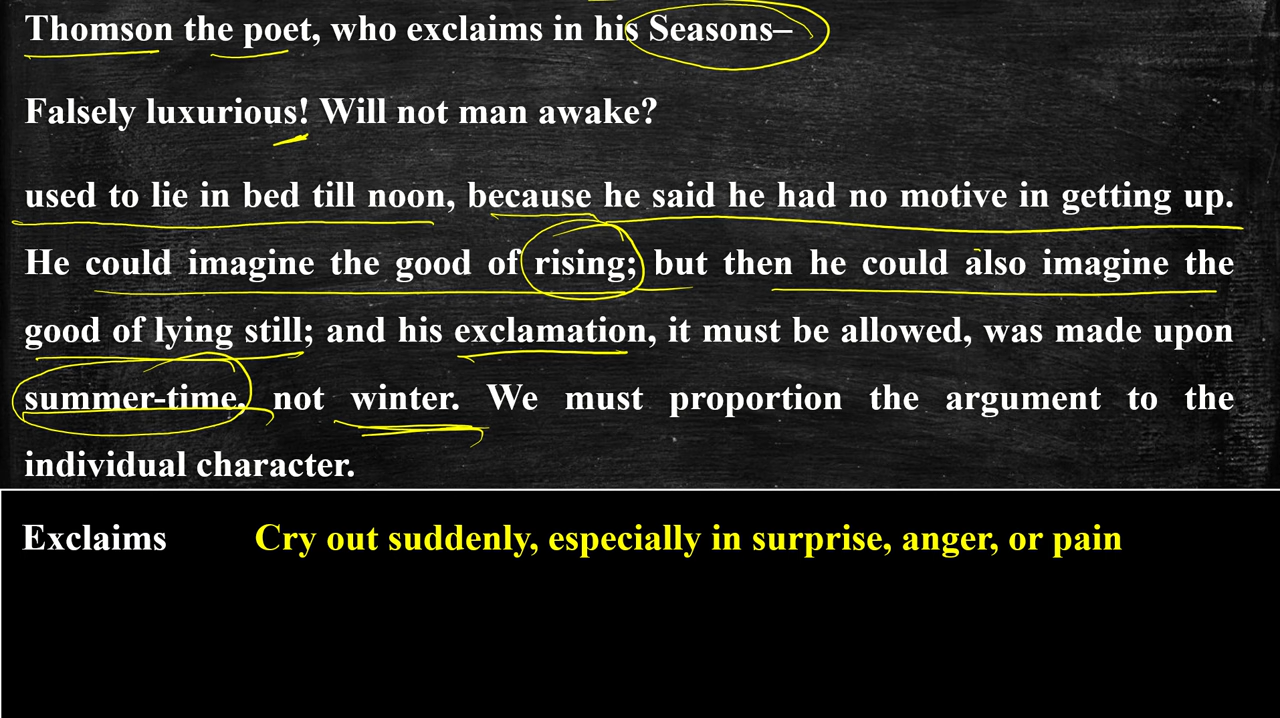 Thomson the poet, who exclaims in his Seasons–
Falsely luxurious! Will not man awake?
used to lie in bed till noon, because he said he had no motive in getting up.
He could imagine the good of rising; but then he could also imagine the
good of lying still; and his exclamation, it must be allowed, was made upon
summer-time, not winter. We must proportion the argument to the
individual character.
Exclaims Cry out suddenly, especially in surprise, anger, or pain